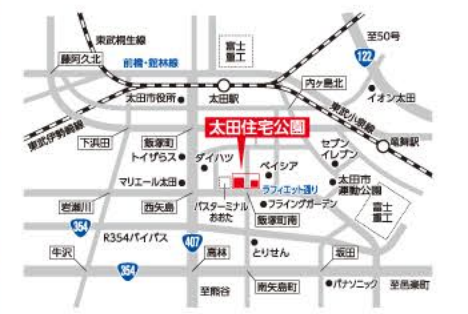 東武桐生線
藤阿久北
前橋・館林線
富士
重工
至50号
122
太田市役所
太田駅
内ヶ島北
イオン太田
東武伊勢崎線
東武小泉線
竜舞駅
下浜田
飯塚町
太田住宅公園
トイザらス
ダイハツ
ベイシア
セブン
イレブン
マリエール太田
ラフィエット通り
太田市
運動公園
岩瀬川
西矢島
バスターミナル
おおた
フライングガーデン
飯塚町南
富士
重工
354
R354バイパス
407
とりせん
牛沢
354
高林
坂田
至熊谷
南矢島町
パナソニック
至邑楽町